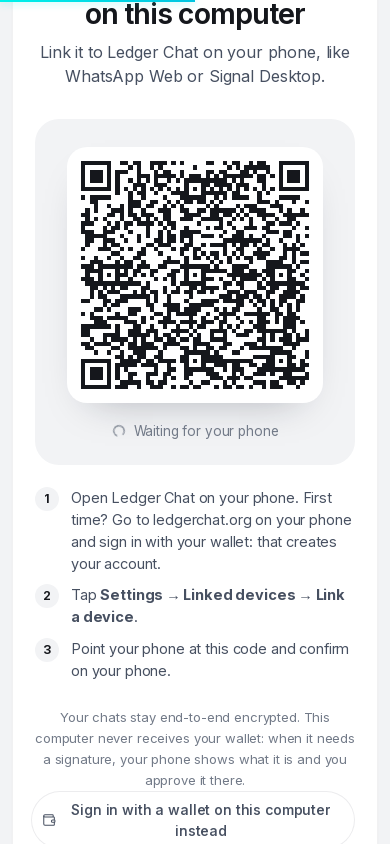 on this computer
Link it to Ledger Chat on your phone, like
WhatsApp Web or Signal Desktop.
Waiting for your phone
1 Open Ledger Chat on your phone. First
time? Go to ledgerchat.org on your phone
and sign in with your wallet: that creates
your account.
2 Tap Settings → Linked devices → Link
a device.
3 Point your phone at this code and confirm
on your phone.
Your chats stay end-to-end encrypted. This
computer never receives your wallet: when it needs
a signature, your phone shows what it is and you
approve it there.
Sign in with a wallet on this computer
instead